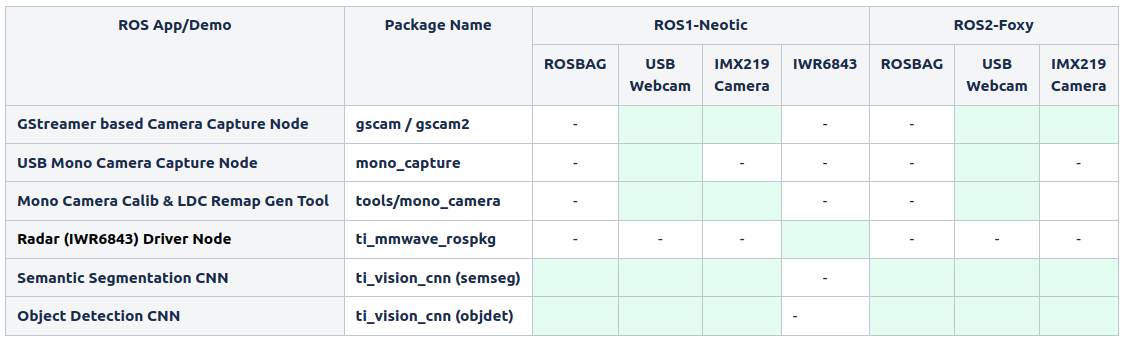 ROS App/Demo Package Name ROS1-Neotic ROS2-Foxy
ROSBAG USB Webcam IMX219 Camera IWR6843 ROSBAG USB Webcam IMX219 Camera
GStreamer based Camera Capture Node gscam / gscam2 - - -
USB Mono Camera Capture Node mono_capture - - - - -
Mono Camera Calib & LDC Remap Gen Tool tools/mono_camera - - -
Radar (IWR6843) Driver Node ti_mmwave_rospkg - - - - - -
Semantic Segmentation CNN ti_vision_cnn (semseg) -
Object Detection CNN ti_vision_cnn (objdet) -